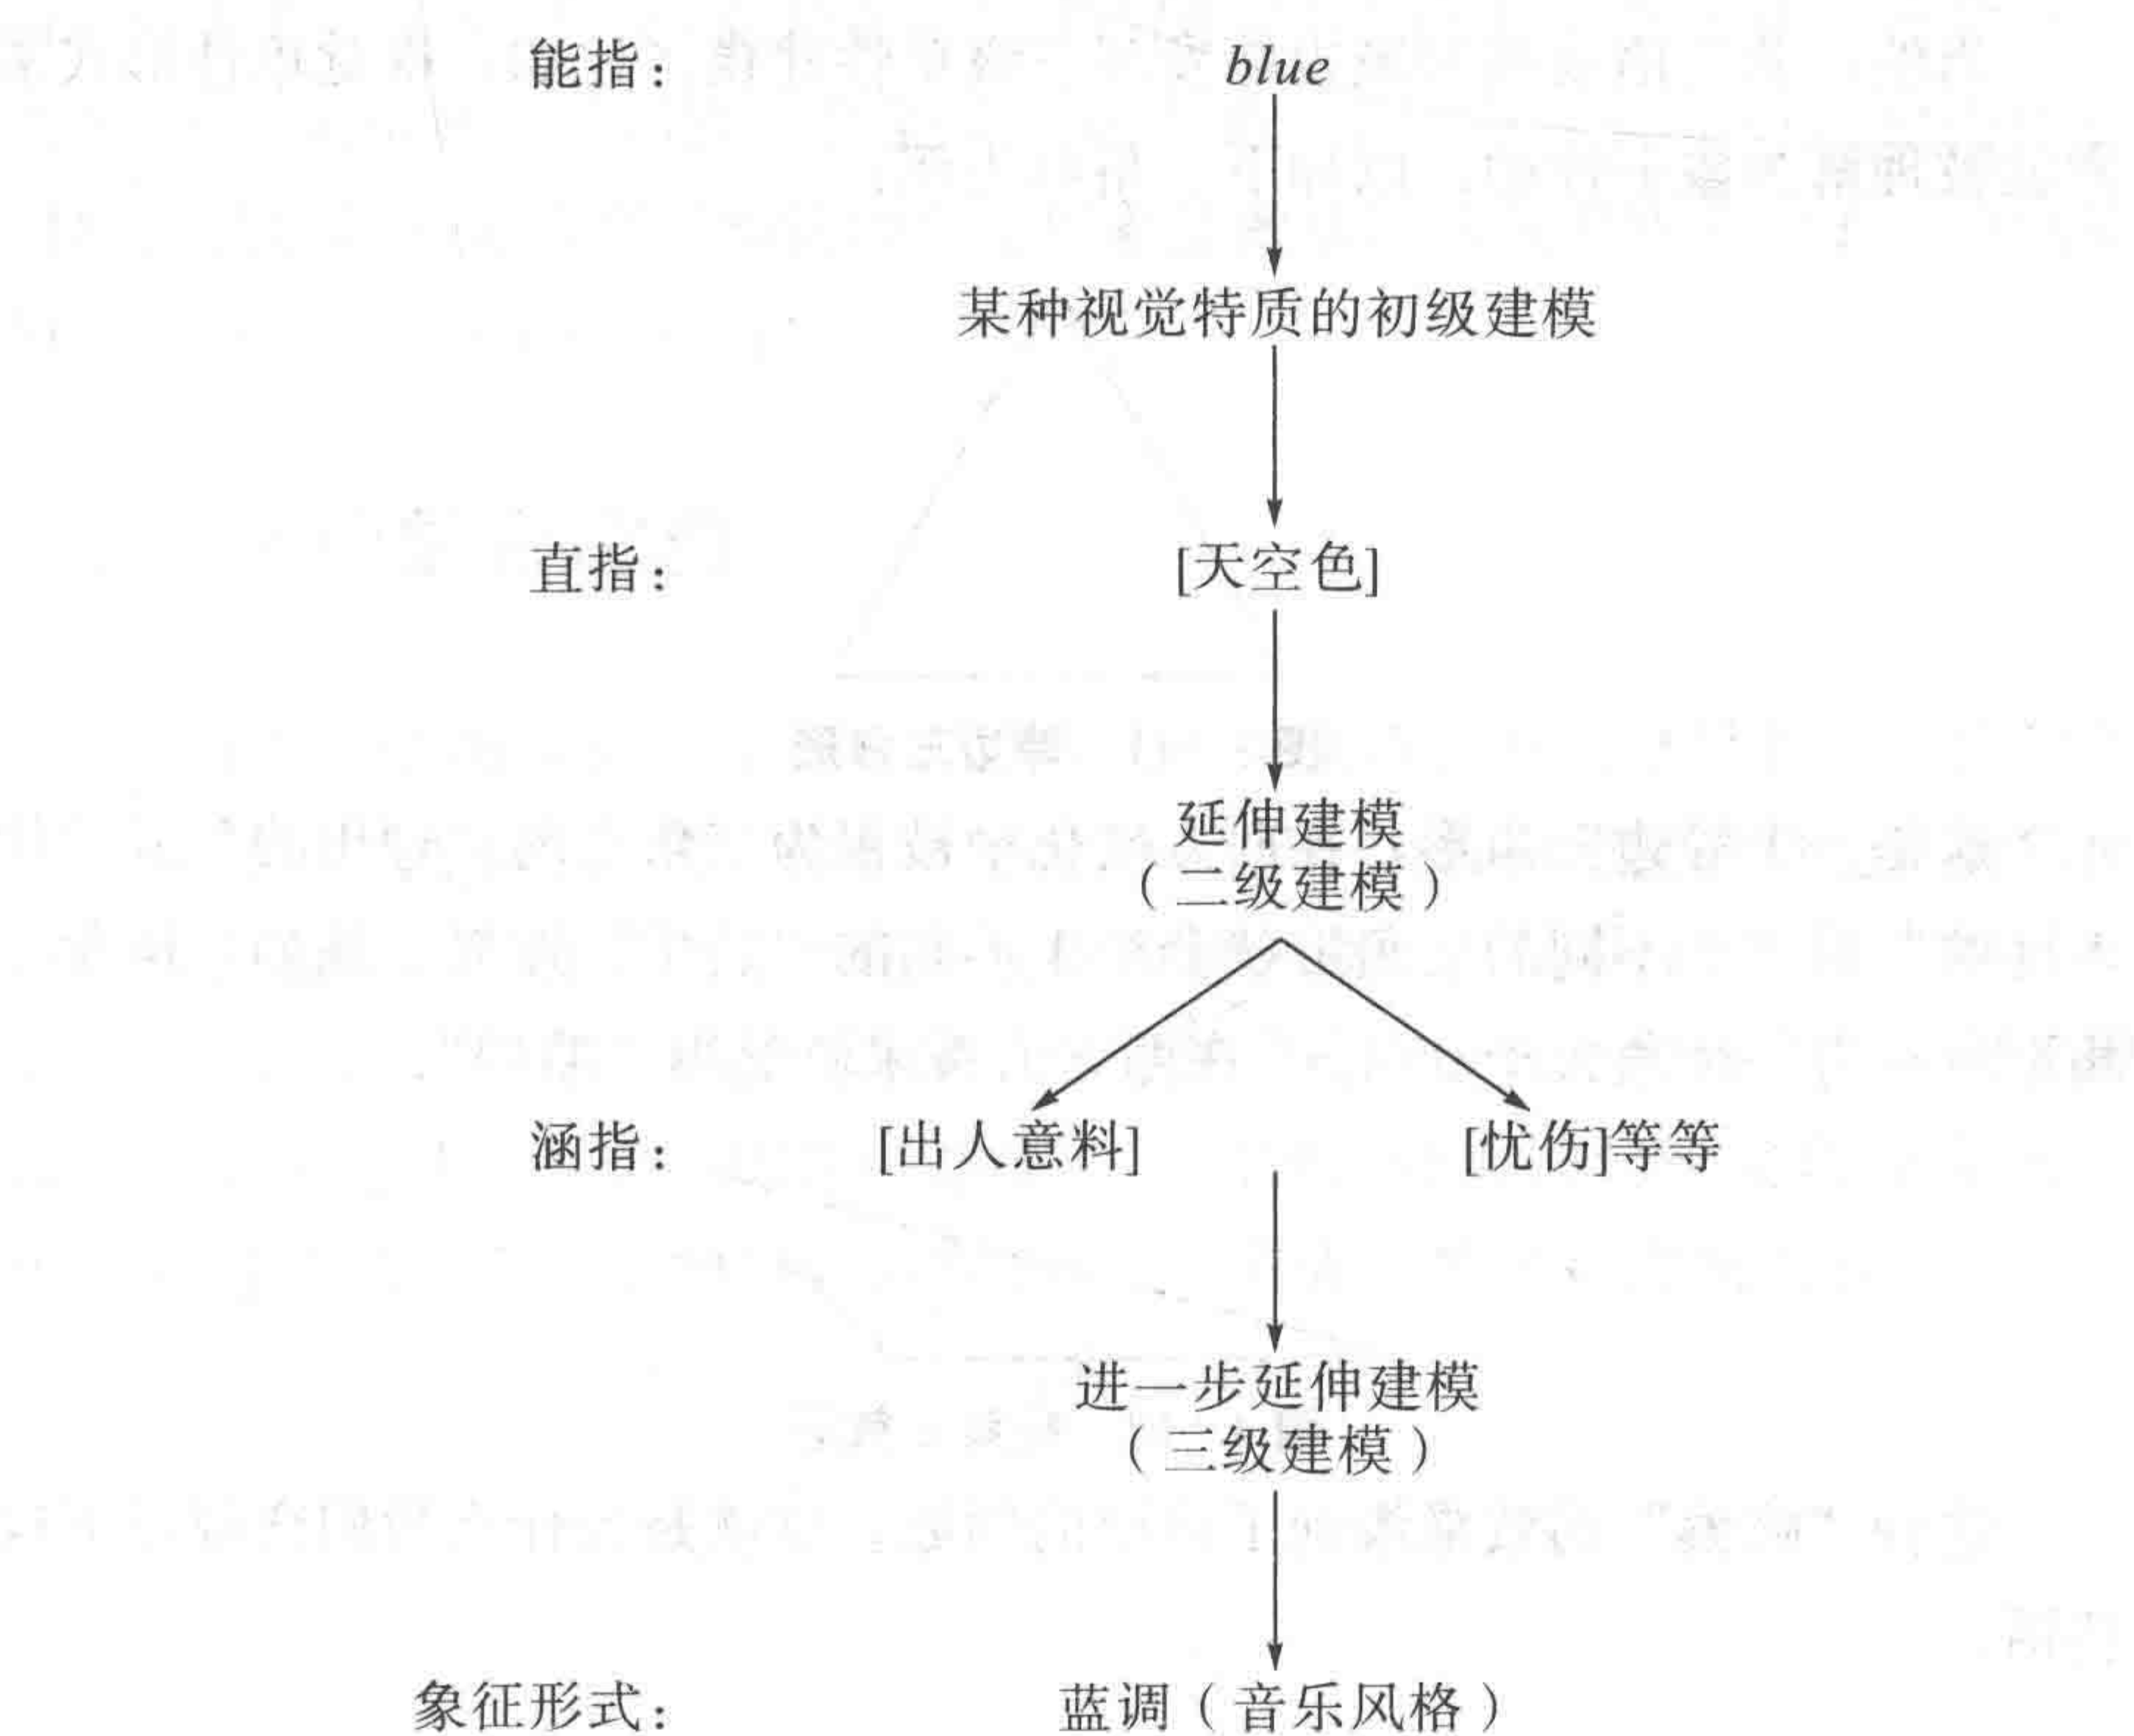 能指： blue
某种视觉特质的初级建模
直指： [天空色]
延伸建模
（二级建模）
涵指： [出人意料] [忧伤]等等
进一步延伸建模
（三级建模）
象征形式： 蓝调（音乐风格）